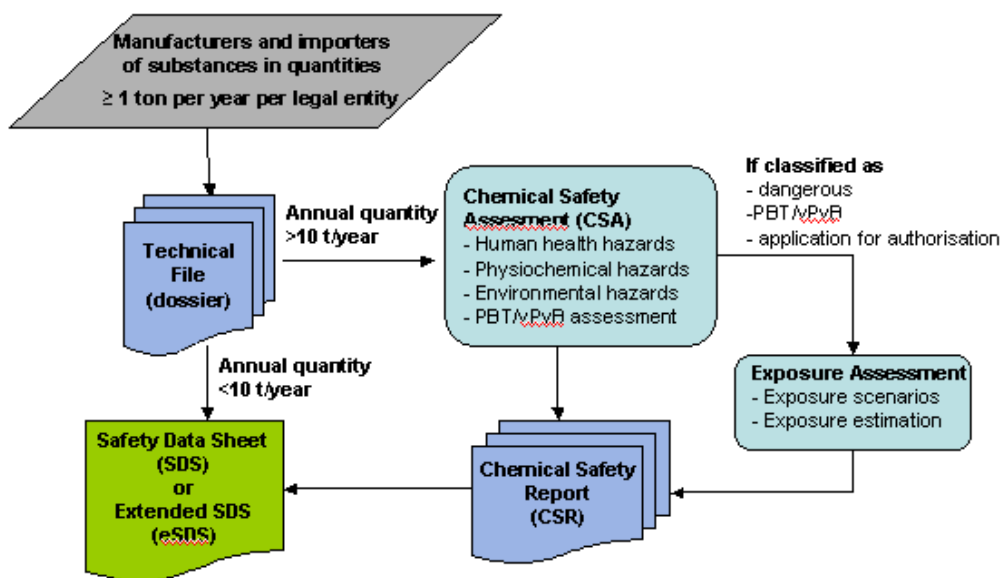 Manufacturers and importers
of substances in quantities
≥ 1 ton per year per legal entity
Technical
File
(dossier)
Annual quantity
>10 t/year
Chemical Safety
Assesment (CSA)
- Human health hazards
- Physiochemical hazards
- Environmental hazards
- PBT/vPvB assessment
If classified as
- dangerous
-PBT/vPvB
- application for authorisation
Annual quantity
<10 t/year
Exposure Assessment
- Exposure scenarios
- Exposure estimation
Safety Data Sheet
(SDS)
or
Extended SDS
(eSDS)
Chemical Safety
Report
(CSR)